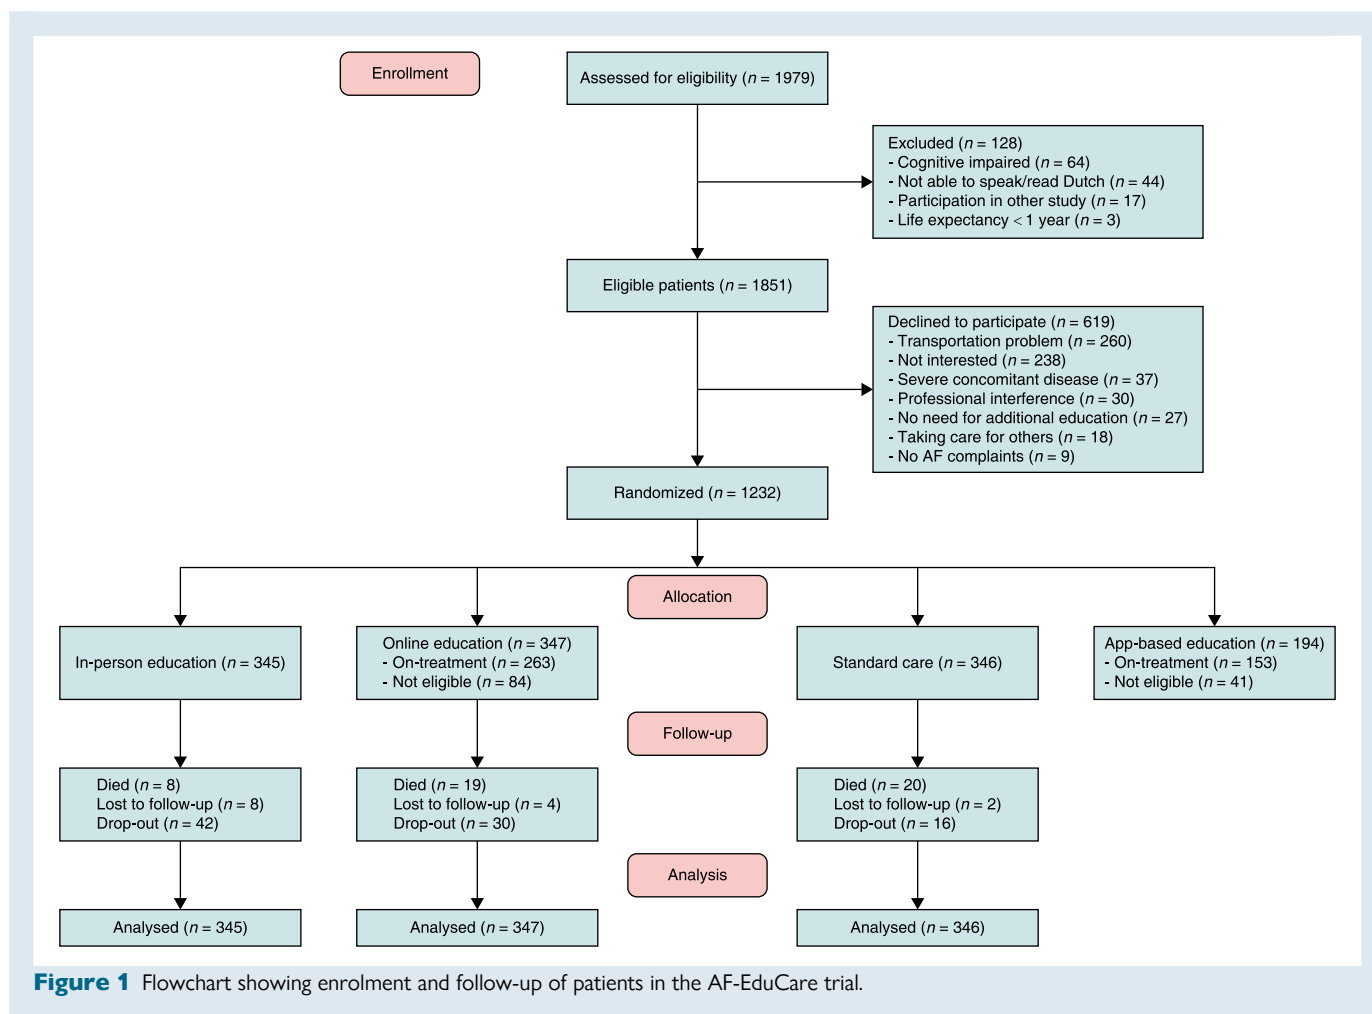 Enrollment
Assessed for eligibility (n = 1979)
Excluded (n = 128)
- Cognitive impaired (n = 64)
- Not able to speak/read Dutch (n = 44)
- Participation in other study (n = 17)
- Life expectancy < 1 year (n = 3)
Eligible patients (n = 1851)
Declined to participate (n = 619)
- Transportation problem (n = 260)
- Not interested (n = 238)
- Severe concomitant disease (n = 37)
- Professional interference (n = 30)
- No need for additional education (n = 27)
- Taking care for others (n = 18)
- No AF complaints (n = 9)
Randomized (n = 1232)
Allocation
In-person education (n = 345)
Online education (n = 347)
- On-treatment (n = 263)
- Not eligible (n = 84)
Standard care (n = 346)
App-based education (n = 194)
- On-treatment (n = 153)
- Not eligible (n = 41)
Follow-up
Died (n = 8)
Lost to follow-up (n = 8)
Drop-out (n = 42)
Died (n = 19)
Lost to follow-up (n = 4)
Drop-out (n = 30)
Died (n = 20)
Lost to follow-up (n = 2)
Drop-out (n = 16)
Analysis
Analysed (n = 345)
Analysed (n = 347)
Analysed (n = 346)
Figure 1 Flowchart showing enrolment and follow-up of patients in the AF-EduCare trial.